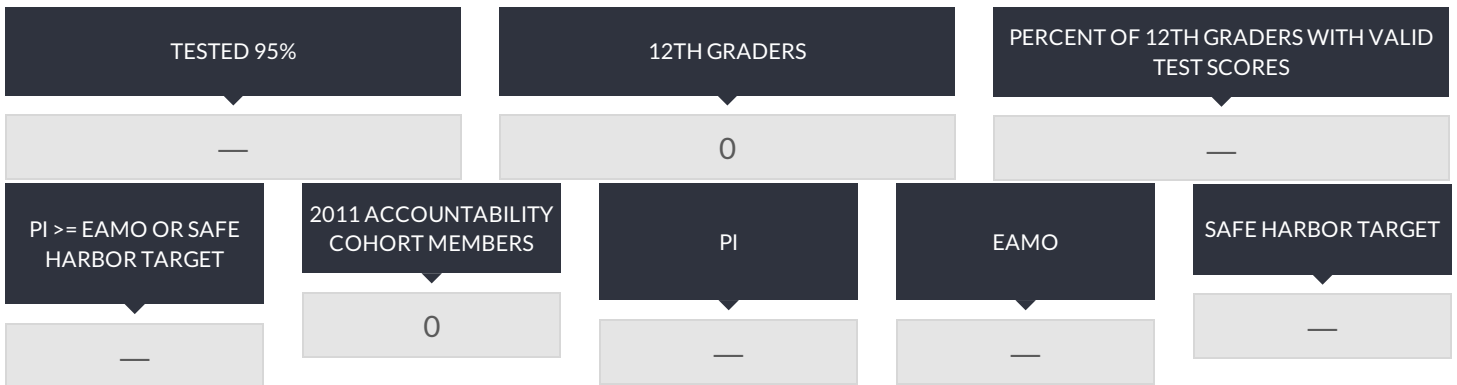 TESTED 95%
12TH GRADERS
PERCENT OF 12TH GRADERS WITH VALID
TEST SCORES
—
0
—
PI >= EAMO OR SAFE
HARBOR TARGET
2011 ACCOUNTABILITY
COHORT MEMBERS
PI
EAMO
SAFE HARBOR TARGET
—
0
—
—
—